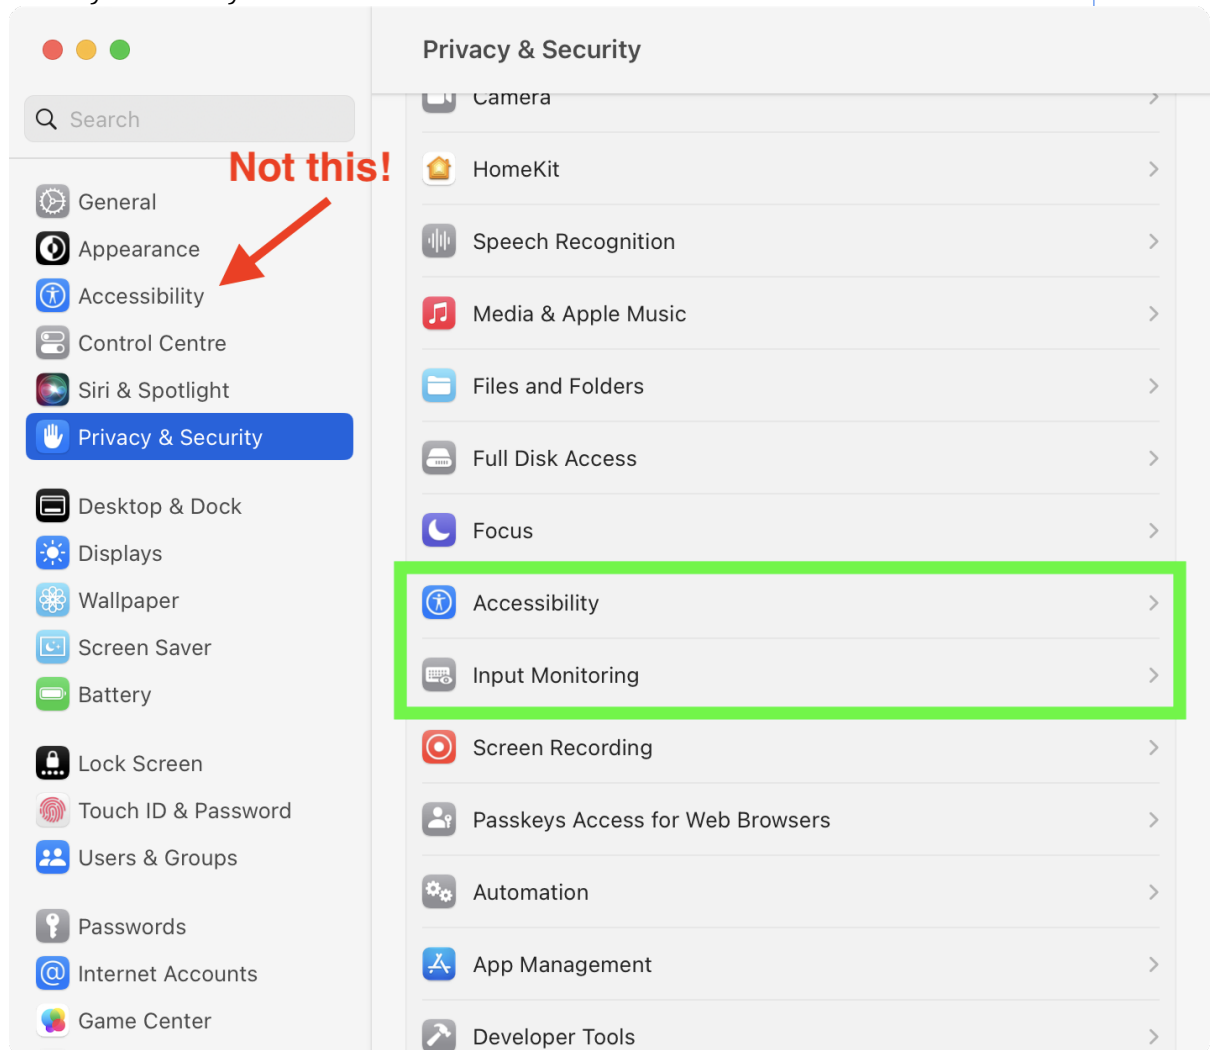 Privacy & Security
Search
Not this!
General
Appearance
Accessibility
Control Centre
Siri & Spotlight
Privacy & Security
Desktop & Dock
Displays
Wallpaper
Screen Saver
Battery
Lock Screen
Touch ID & Password
Users & Groups
Passwords
Internet Accounts
Game Center
Camera
HomeKit
Speech Recognition
Media & Apple Music
Files and Folders
Full Disk Access
Focus
Accessibility
Input Monitoring
Screen Recording
Passkeys Access for Web Browsers
Automation
App Management
Developer Tools